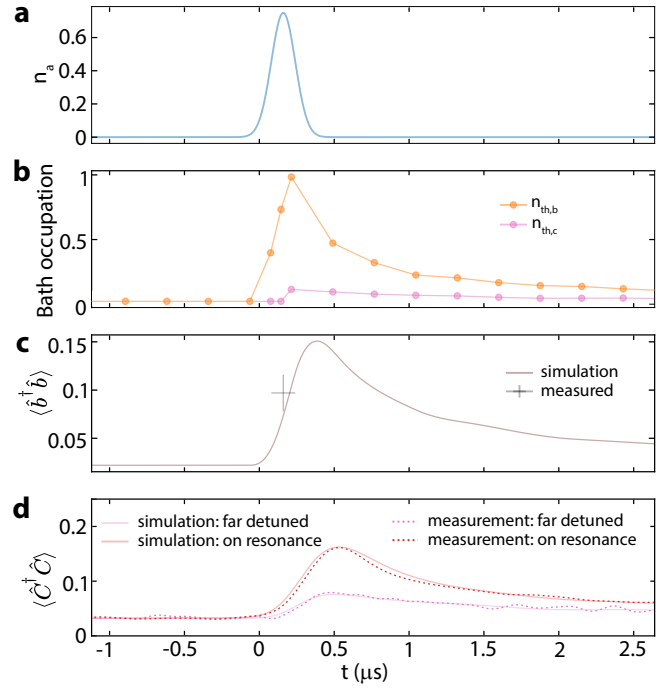 a
0.6
0.4
0.2
0
n_a
b
1
0.5
0
Bath occupation
n_th,b
n_th,c
c
0.15
0.1
0.05
⟨b̂†b̂⟩
simulation
measured
d
0.2
0.1
0
⟨Ĉ†Ĉ⟩
simulation: far detuned
simulation: on resonance
measurement: far detuned
measurement: on resonance
-1 -0.5 0 0.5 1 1.5 2 2.5
t (μs)